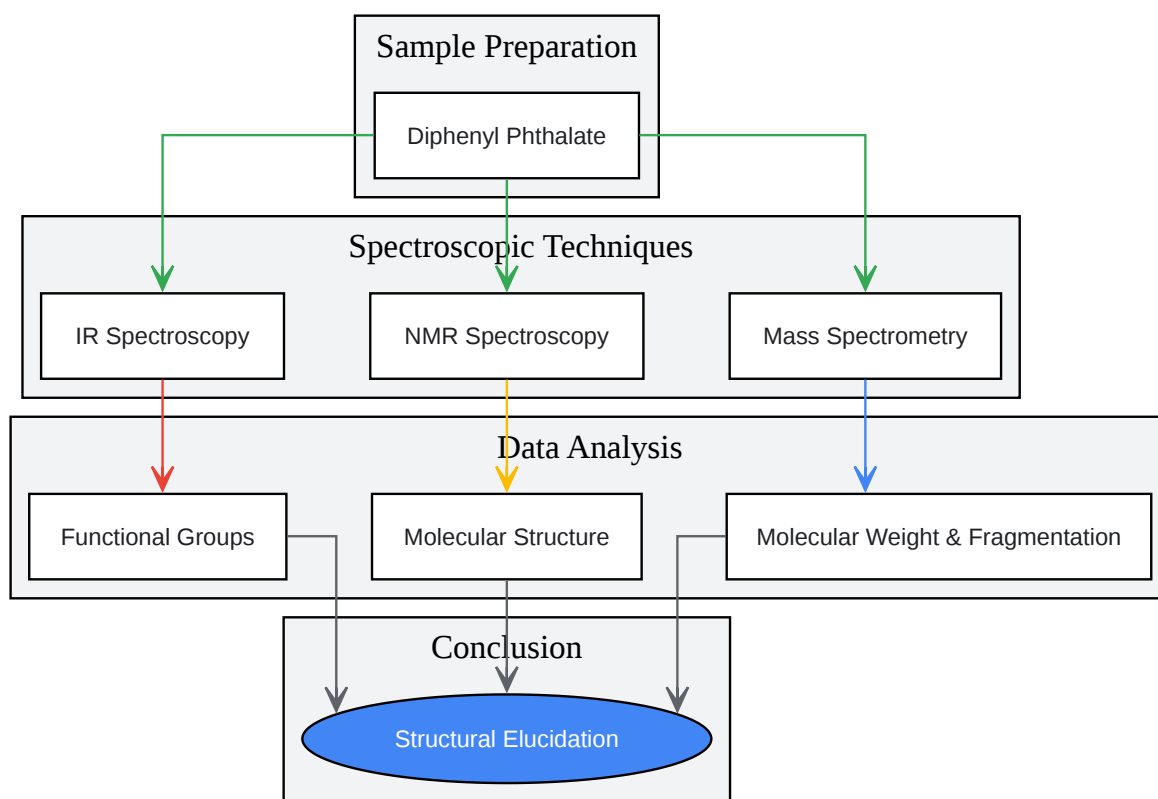 Sample Preparation
Diphenyl Phthalate
Spectroscopic Techniques
IR Spectroscopy
NMR Spectroscopy
Mass Spectrometry
Data Analysis
Functional Groups
Molecular Structure
Molecular Weight & Fragmentation
Conclusion
Structural Elucidation